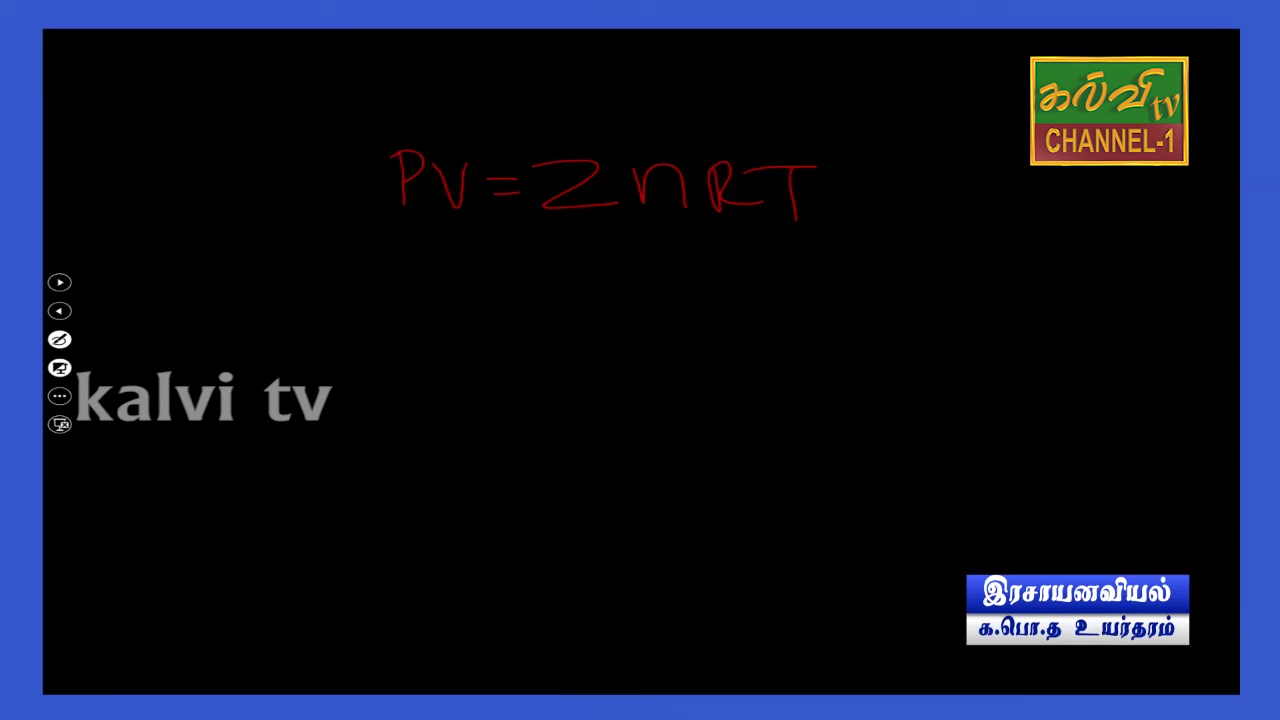 கல்வி tv
CHANNEL-1
PV = ZnRT
kalvi tv
இரசாயனவியல்
க.பொ.த உயர்தரம்